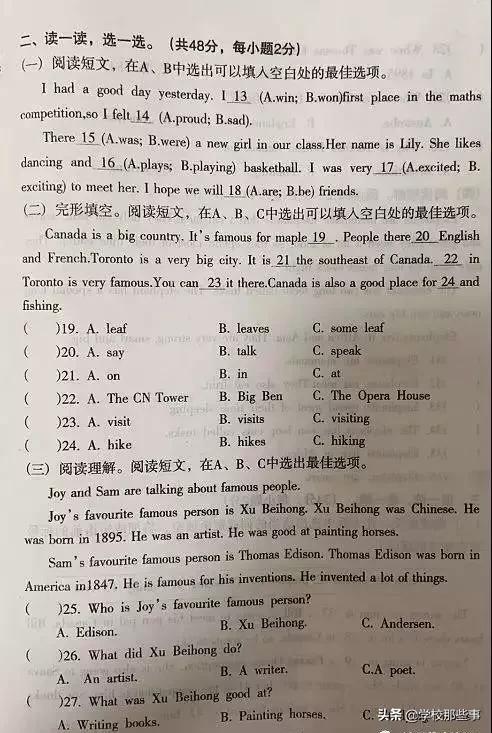 二、读一读，选一选。（共48分，每小题2分）
(一) 阅读短文，在A、B中选出可以填入空白处的最佳选项。
I had a good day yesterday. I 13 (A.win; B.won)first place in the maths
competition,so I felt 14 (A.proud; B.sad).
There 15 (A.was; B.were) a new girl in our class.Her name is Lily. She likes
dancing and 16 (A.plays; B.playing) basketball. I was very 17 (A.excited; B.
exciting) to meet her. I hope we will 18 (A.are; B.be) friends.
(二) 完形填空。阅读短文，在A、B、C中选出可以填入空白处的最佳选项。
Canada is a big country. It's famous for maple 19 . People there 20 English
and French.Toronto is a very big city. It is 21 the southeast of Canada. 22 in
Toronto is very famous.You can 23 it there.Canada is also a good place for 24 and
fishing.
( )19. A. leaf B. leaves C. some leaf
( )20. A. say B. talk C. speak
( )21. A. on B. in C. at
( )22. A. The CN Tower B. Big Ben C. The Opera House
( )23. A. visit B. visits C. visiting
( )24. A. hike B. hikes C. hiking
(三) 阅读理解。阅读短文，在A、B、C中选出最佳选项。
Joy and Sam are talking about famous people.
Joy's favourite famous person is Xu Beihong. Xu Beihong was Chinese. He
was born in 1895. He was an artist. He was good at painting horses.
Sam's favourite famous person is Thomas Edison. Thomas Edison was born in
America in1847. He is famous for his inventions. He invented a lot of things.
( )25. Who is Joy's favourite famous person?
A. Edison. B. Xu Beihong. C. Andersen.
( )26. What did Xu Beihong do?
A. An artist. B. A writer. C.A poet.
( )27. What was Xu Beihong good at?
A. Writing books. B. Painting horses. C.
头条@学校那些事